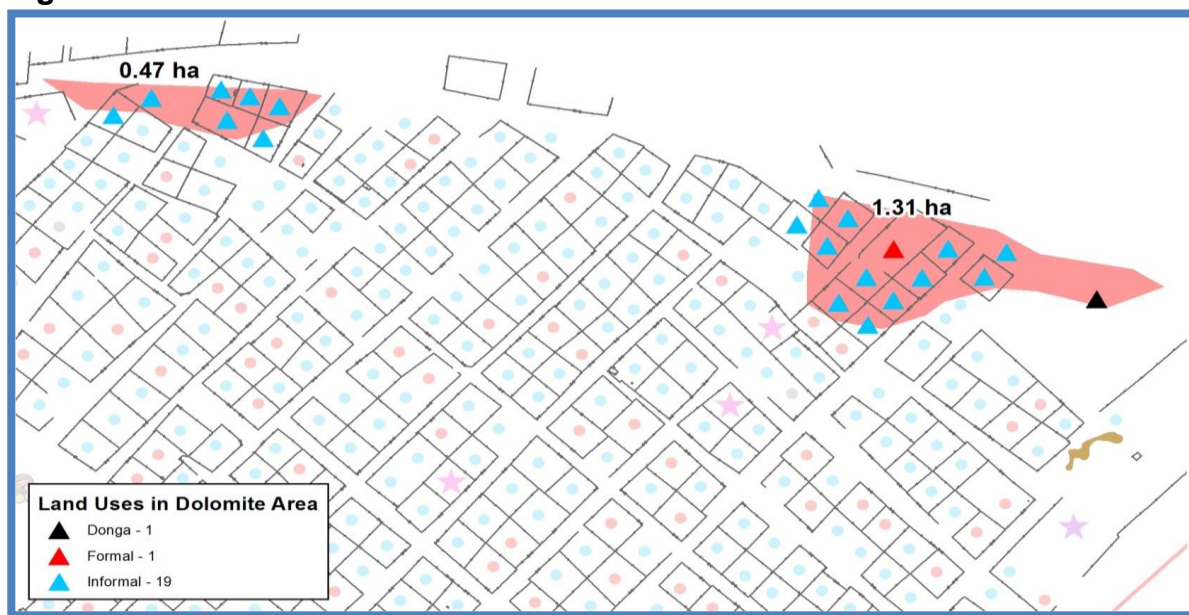 0.47 ha
1.31 ha
Land Uses in Dolomite Area
Donga - 1
Formal - 1
Informal - 19